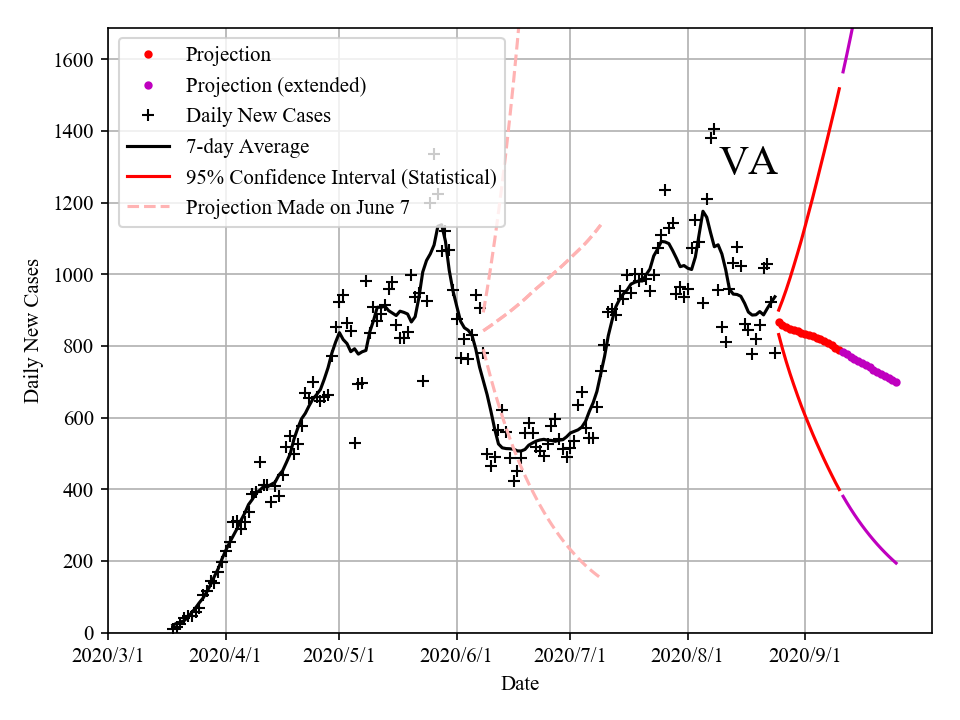 1600
1400
1200
1000
800
600
400
200
0
Daily New Cases
Projection
Projection (extended)
Daily New Cases
7-day Average
95% Confidence Interval (Statistical)
Projection Made on June 7
VA
2020/3/1 2020/4/1 2020/5/1 2020/6/1 2020/7/1 2020/8/1 2020/9/1
Date